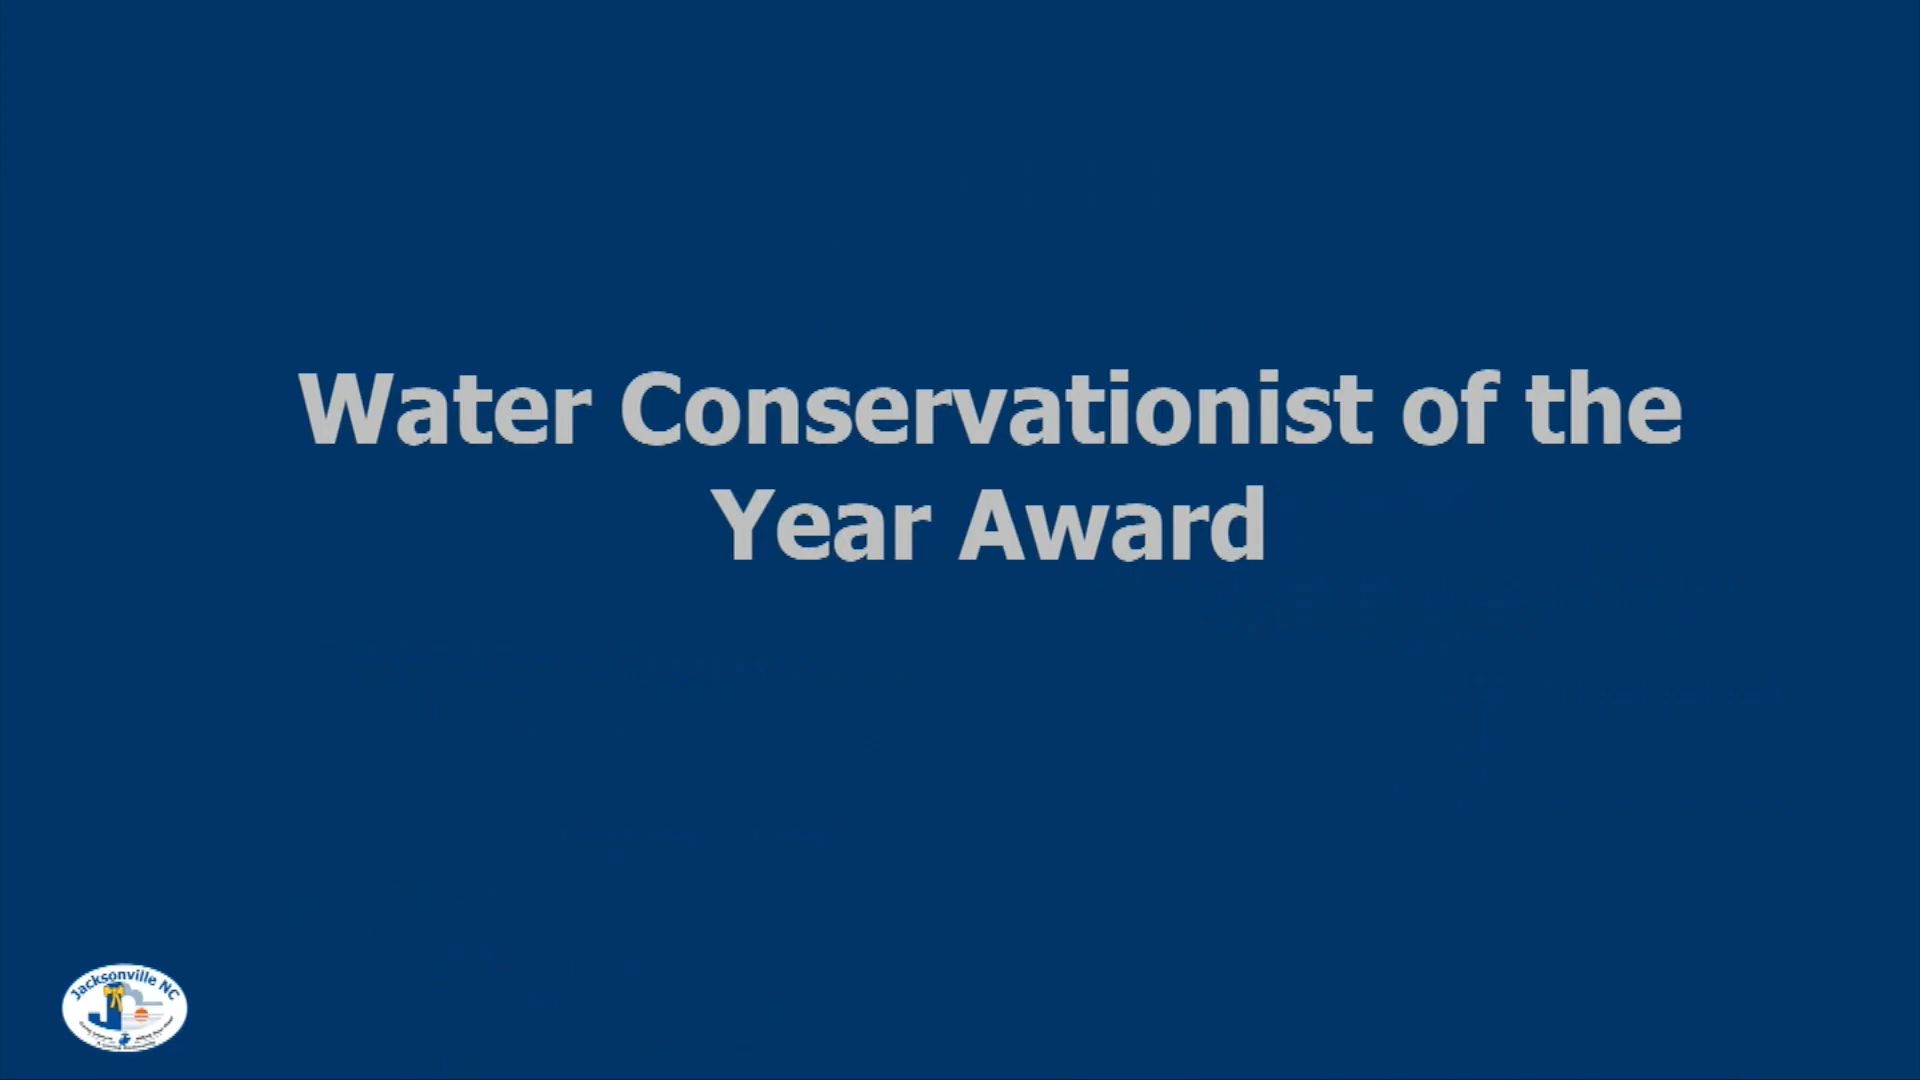 Water Conservationist of the
Year Award
Jacksonville NC